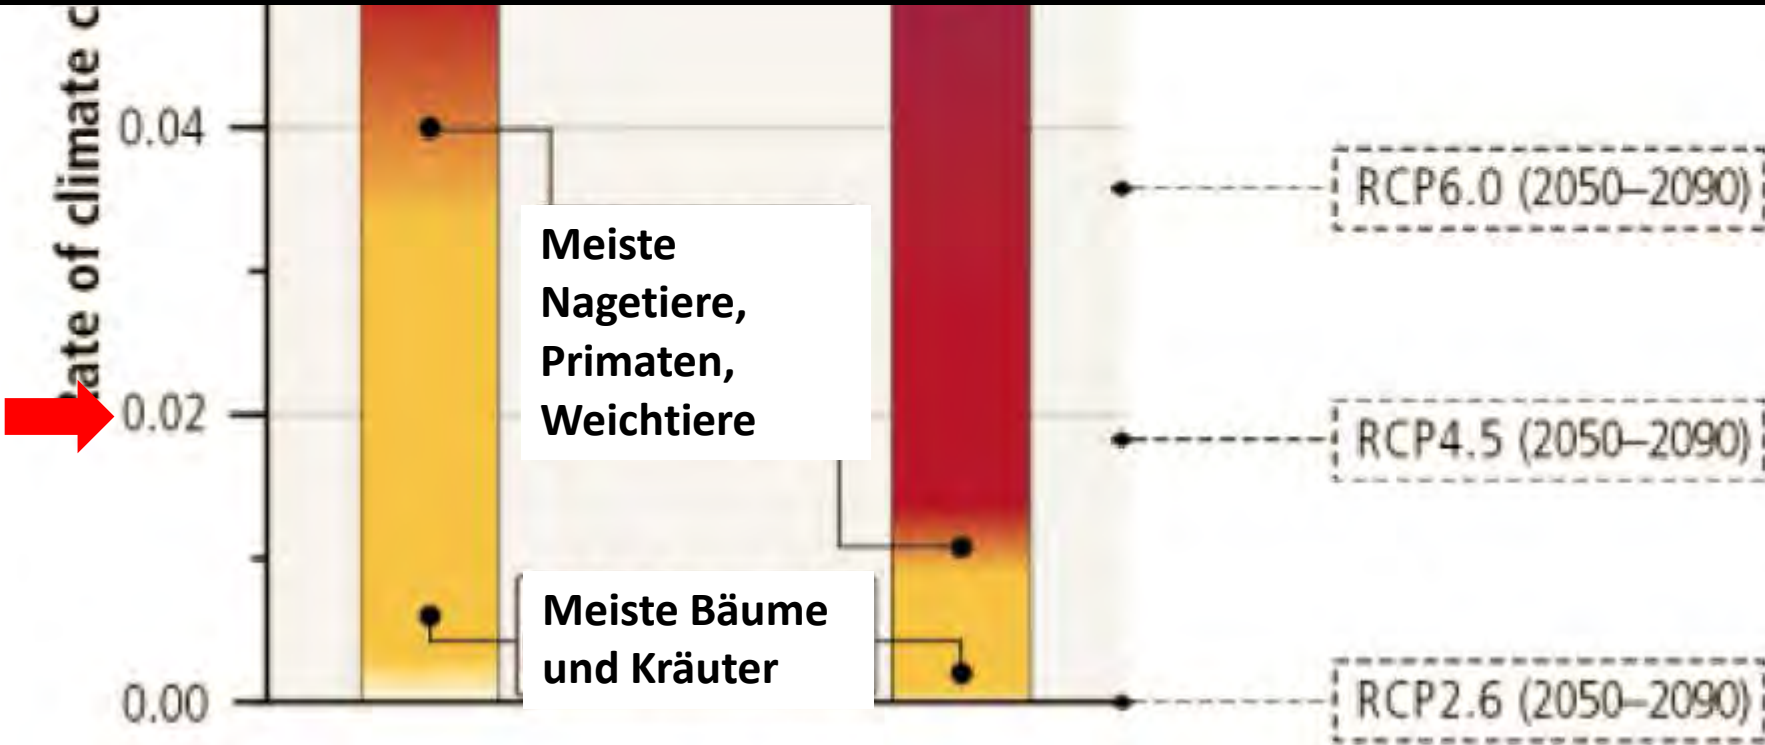 Rate of climate c
0.04
0.02
0.00
Meiste
Nagetiere,
Primaten,
Weichtiere
Meiste Bäume
und Kräuter
RCP6.0 (2050–2090)
RCP4.5 (2050–2090)
RCP2.6 (2050–2090)